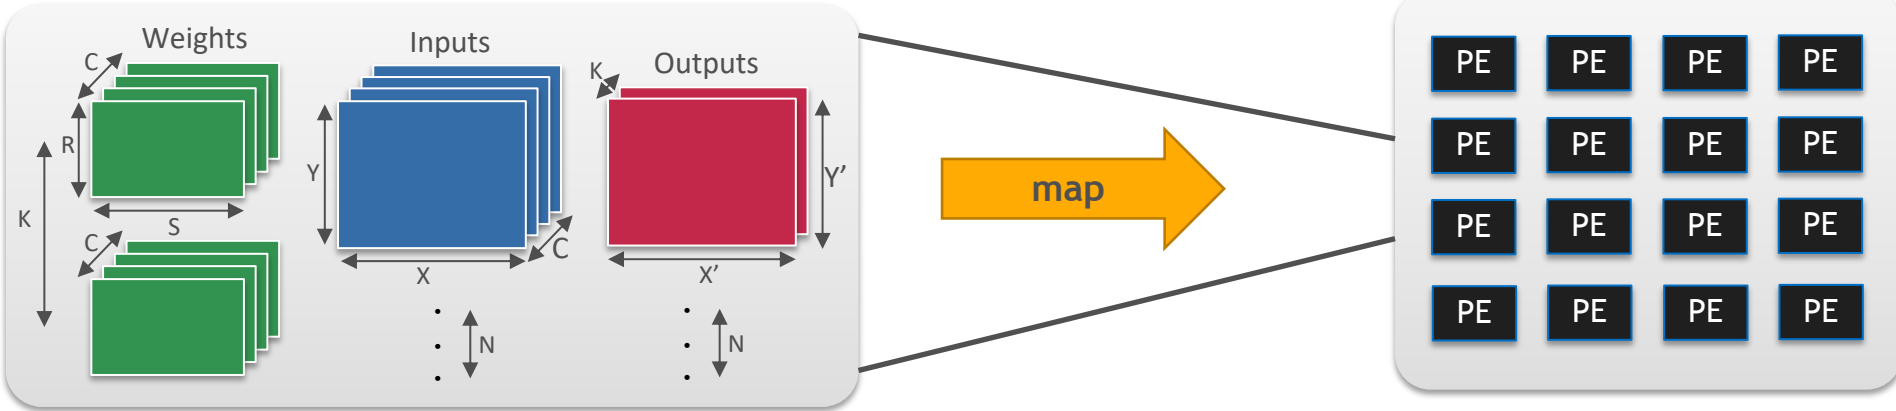 Weights
C
R
K
S
C
Inputs
Y
C
X
N
Outputs
K
Y’
X’
N
map
PE PE PE PE
PE PE PE PE
PE PE PE PE
PE PE PE PE